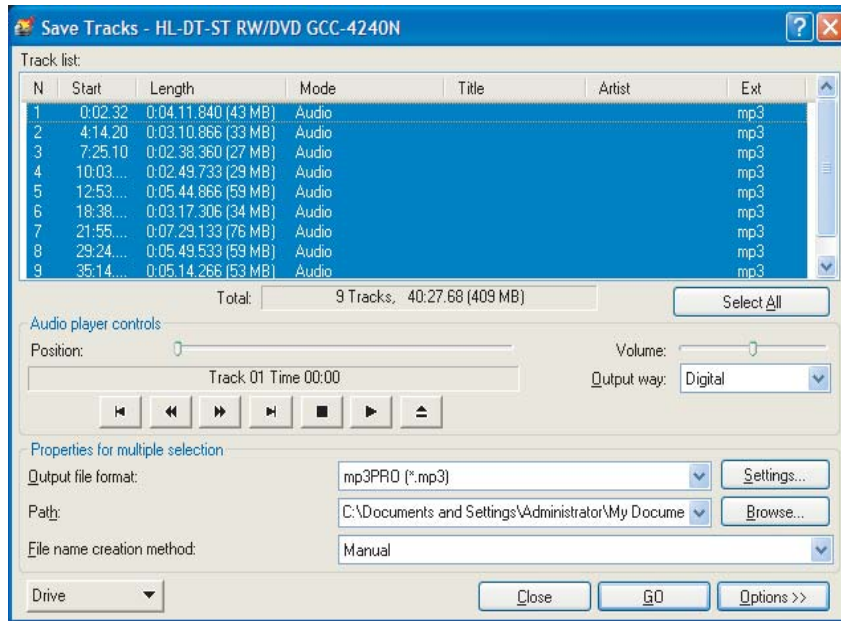 Save Tracks - HL-DT-ST RW/DVD GCC-4240N
Track list:
N Start Length Mode Title Artist Ext
1 0:02.32 0:04.11.840 (43 MB) Audio mp3
2 4:14.20 0:03.10.866 (33 MB) Audio mp3
3 7:25.10 0:02.38.360 (27 MB) Audio mp3
4 10:03.... 0:02.49.733 (29 MB) Audio mp3
5 12:53.... 0:05.44.866 (59 MB) Audio mp3
6 18:38.... 0:03.17.306 (34 MB) Audio mp3
7 21:55.... 0:07.29.133 (76 MB) Audio mp3
8 29:24.... 0:05.49.533 (59 MB) Audio mp3
9 35:14.... 0:05.14.266 (53 MB) Audio mp3
Total: 9 Tracks, 40:27.68 (409 MB) Select All
Audio player controls
Position: Volume:
Track 01 Time 00:00 Output way: Digital
Properties for multiple selection
Output file format: mp3PRO (*.mp3) Settings...
Path: C:\Documents and Settings\Administrator\My Docume Browse...
File name creation method: Manual
Drive Close GO Options >>